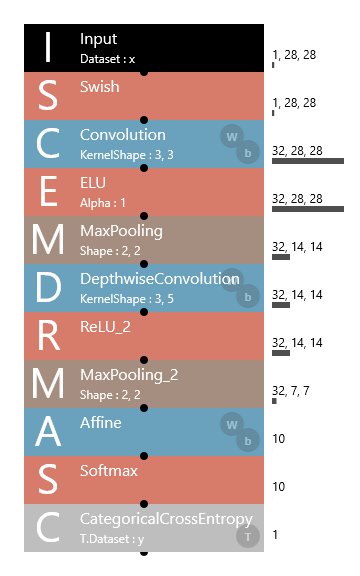 I Input
Dataset : x
1, 28, 28
S Swish
1, 28, 28
C Convolution W b
KernelShape : 3, 3
32, 28, 28
E ELU
Alpha : 1
32, 28, 28
M MaxPooling
Shape : 2, 2
32, 14, 14
D DepthwiseConvolution W b
KernelShape : 3, 5
32, 14, 14
R ReLU_2
32, 14, 14
M MaxPooling_2
Shape : 2, 2
32, 7, 7
A Affine W b
10
S Softmax
10
C CategoricalCrossEntropy
T.Dataset : y T
1